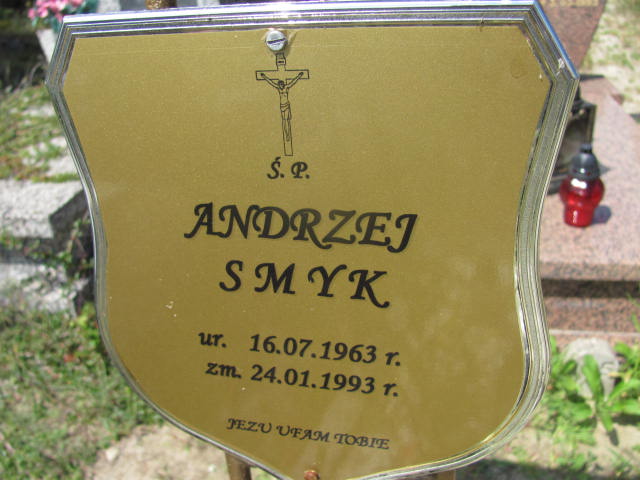 Ś. P.
ANDRZEJ
SMYK
ur. 16.07.1963 r.
zm. 24.01.1993 r.
JEZU UFAM TOBIE